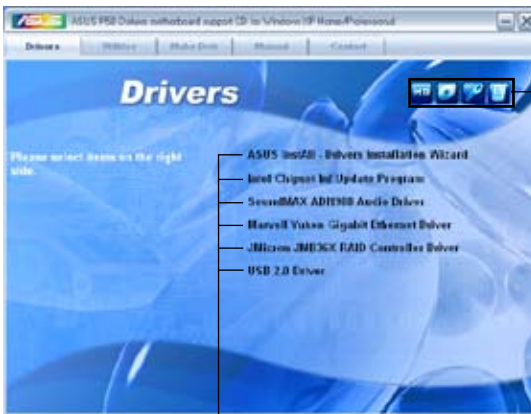 ASUS P5B Deluxe motherboard support CD for Windows XP Home/Professional
Drivers Utilities Make Disk Manual Contact
Drivers
Please select items on the right
side.
ASUS InstAll - Drivers Installation Wizard
Intel Chipset Inf Update Program
SoundMAX ADI1988 Audio Driver
Marvell Yukon Gigabit Ethernet Driver
JMicron JMB36X RAID Controller Driver
USB 2.0 Driver